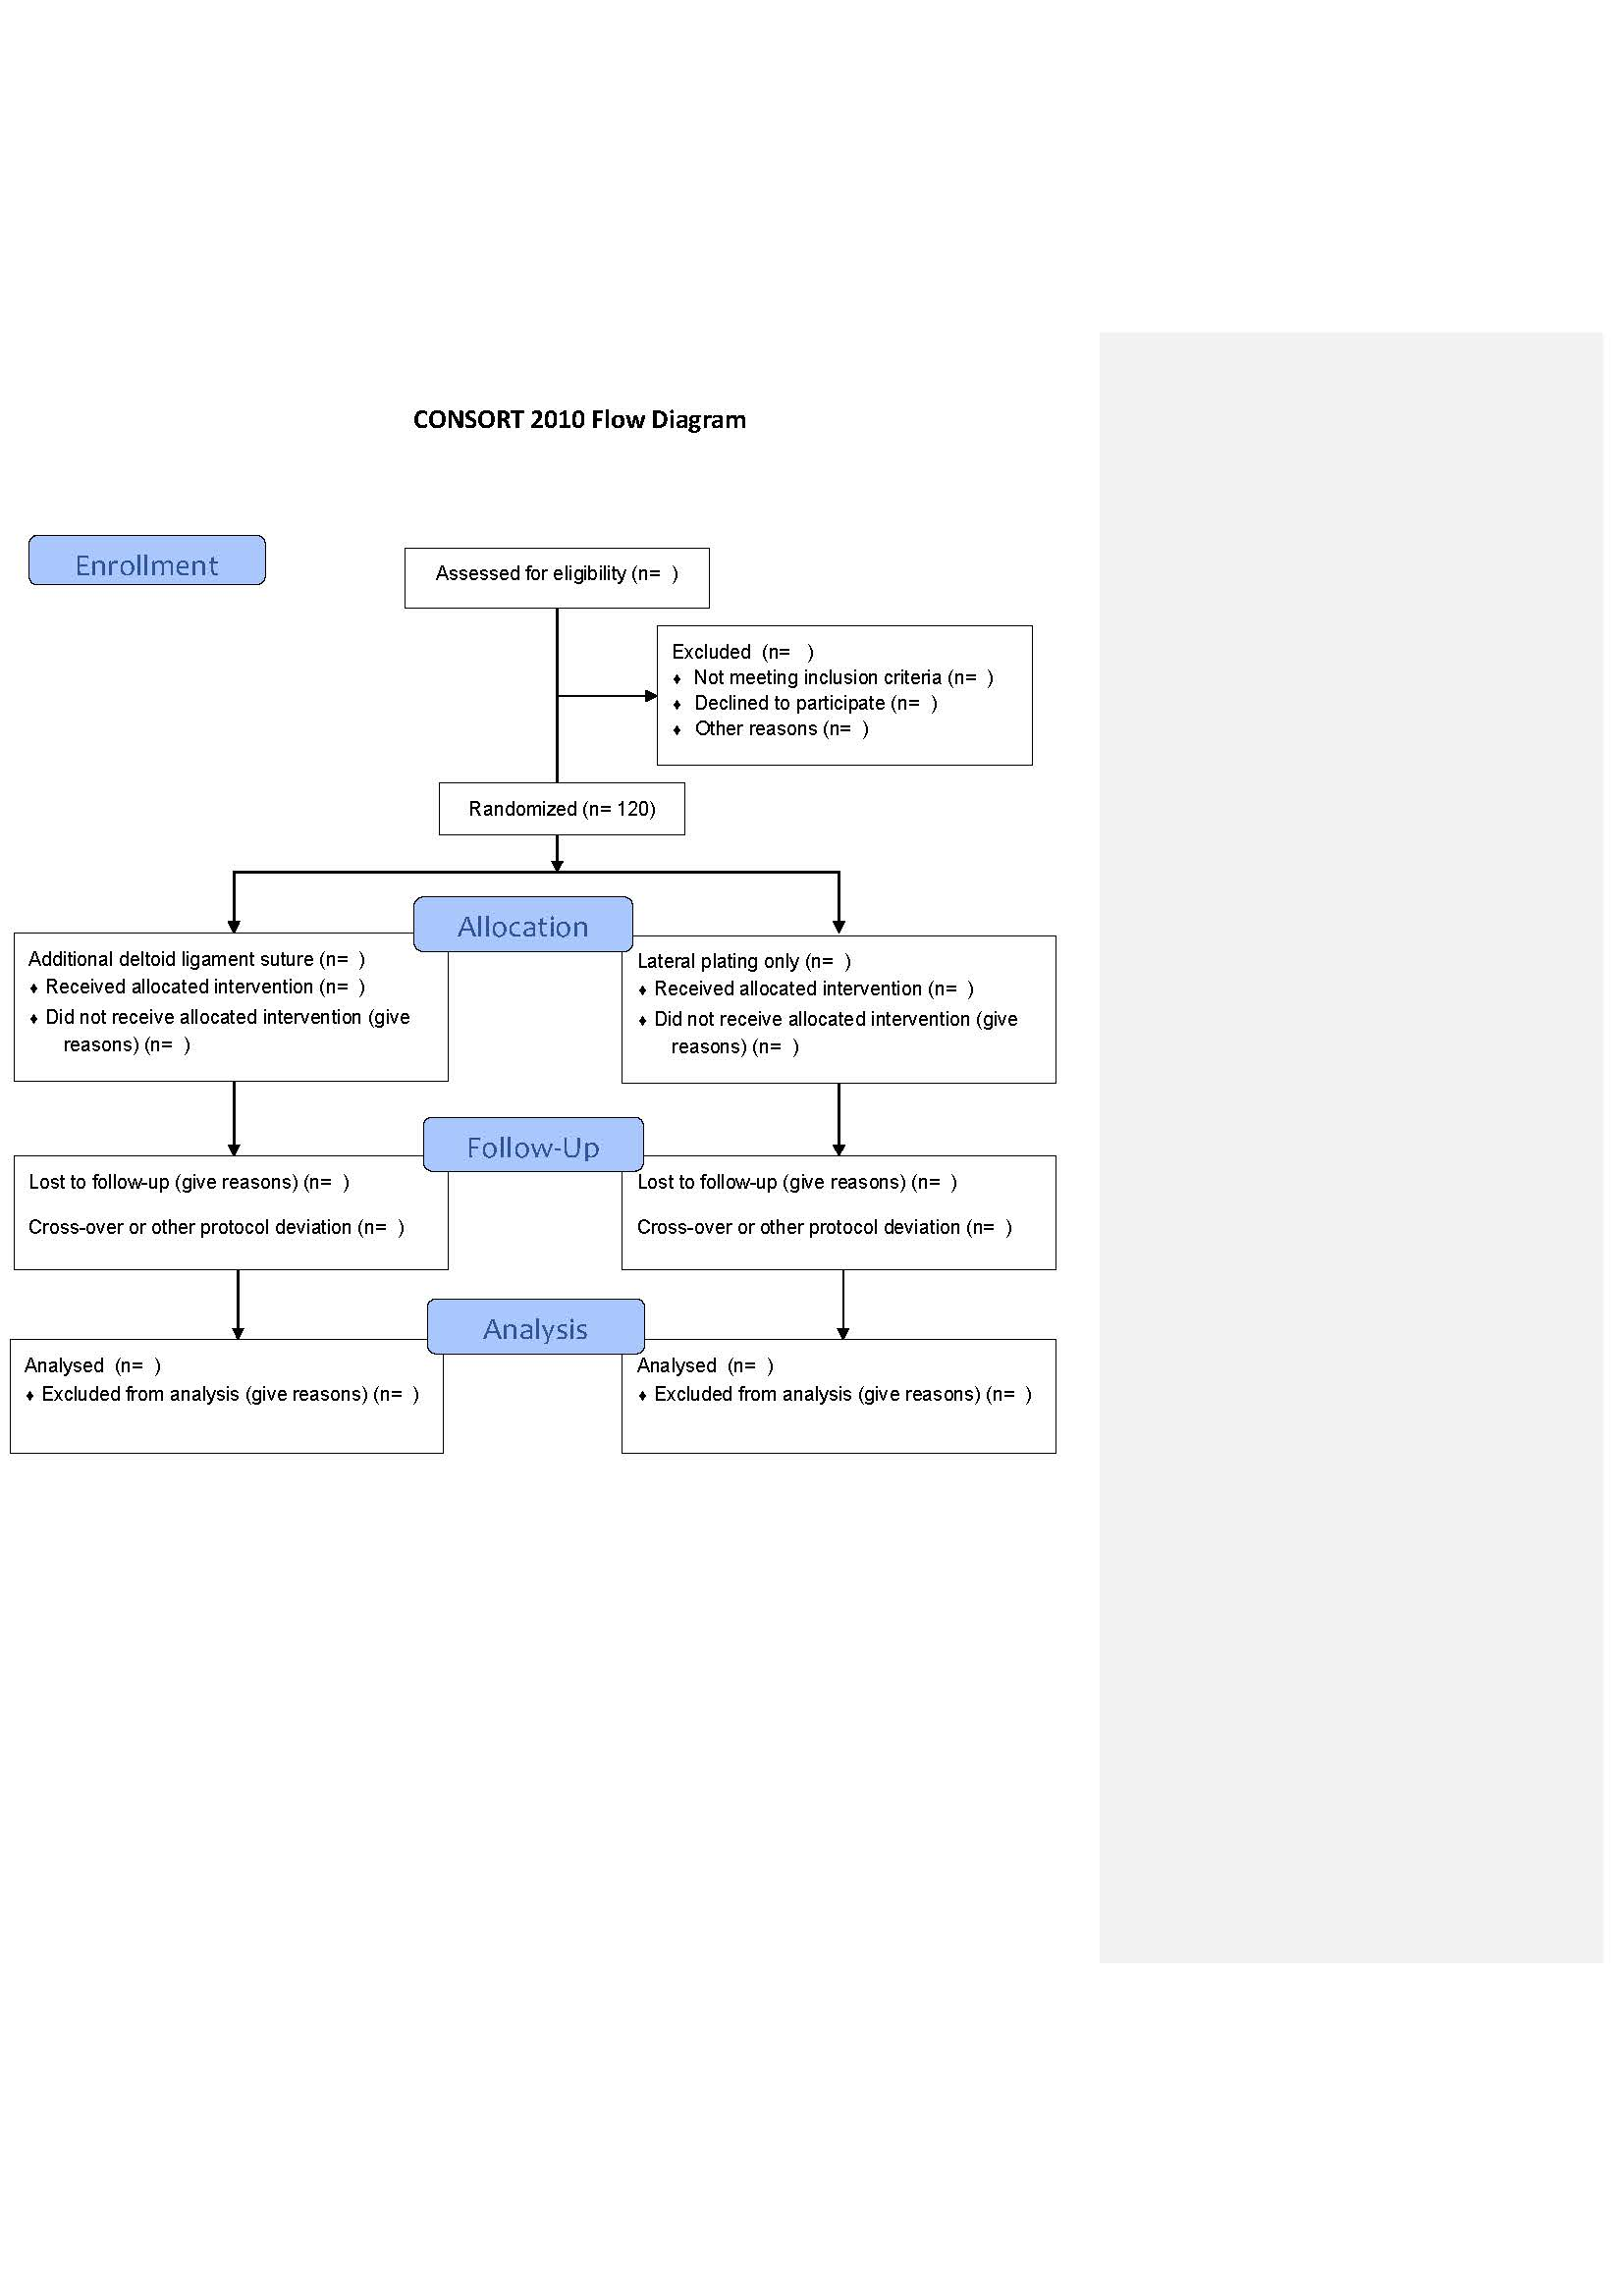 CONSORT 2010 Flow Diagram
Enrollment
Assessed for eligibility (n=  )
Excluded  (n=   )
♦ Not meeting inclusion criteria (n=  )
♦ Declined to participate (n=  )
♦ Other reasons (n=  )
Randomized (n= 120)
Allocation
Additional deltoid ligament suture (n=  )
♦ Received allocated intervention (n=  )
♦ Did not receive allocated intervention (give
reasons) (n=  )
Lateral plating only (n=  )
♦ Received allocated intervention (n=  )
♦ Did not receive allocated intervention (give
reasons) (n=  )
Follow-Up
Lost to follow-up (give reasons) (n=  )
Cross-over or other protocol deviation (n=  )
Lost to follow-up (give reasons) (n=  )
Cross-over or other protocol deviation (n=  )
Analysis
Analysed  (n=  )
♦ Excluded from analysis (give reasons) (n=  )
Analysed  (n=  )
♦ Excluded from analysis (give reasons) (n=  )